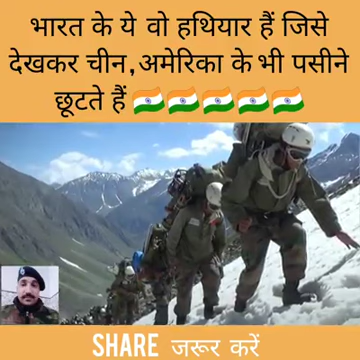 भारत के ये वो हथियार हैं जिसे
देखकर चीन,अमेरिका के भी पसीने
छूटते हैं 🇮🇳🇮🇳🇮🇳🇮🇳🇮🇳
SHARE जरूर करें